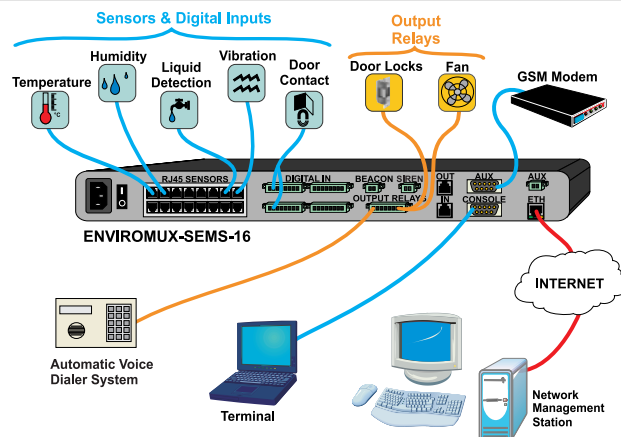 Sensors & Digital Inputs
Output
Relays
Temperature
Humidity
Liquid
Detection
Vibration
Door
Contact
Door Locks
Fan
GSM Modem
°C
RJ45 SENSORS
DIGITAL IN
BEACON
SIREN
OUT
AUX
AUX
OUTPUT RELAYS
IN
CONSOLE
ETH
ENVIROMUX-SEMS-16
INTERNET
Automatic Voice
Dialer System
Terminal
Network
Management
Station